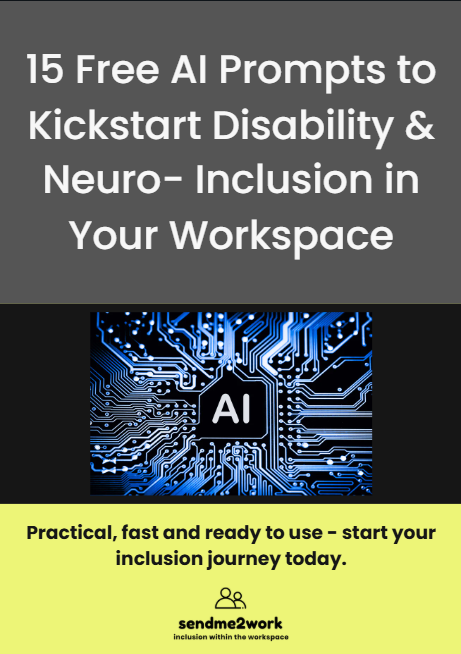 15 Free AI Prompts to
Kickstart Disability &
Neuro- Inclusion in
Your Workspace
AI
Practical, fast and ready to use - start your
inclusion journey today.
sendme2work
inclusion within the workspace